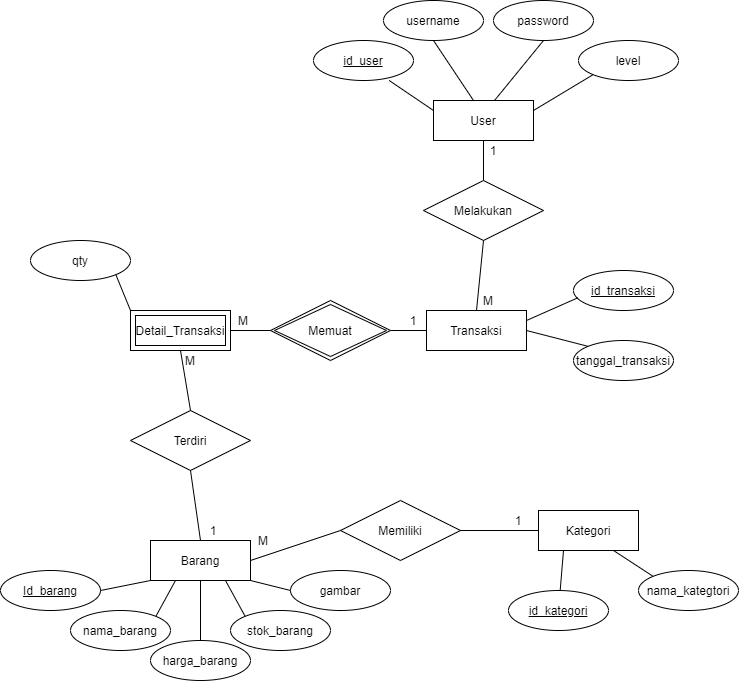 username
password
id_user
level
User
1
Melakukan
qty
M
id_transaksi
Detail_Transaksi
M
Memuat
1
Transaksi
tanggal_transaksi
M
Terdiri
1
M
Memiliki
1
Kategori
Barang
Id_barang
gambar
nama_kategtori
id_kategori
nama_barang
stok_barang
harga_barang